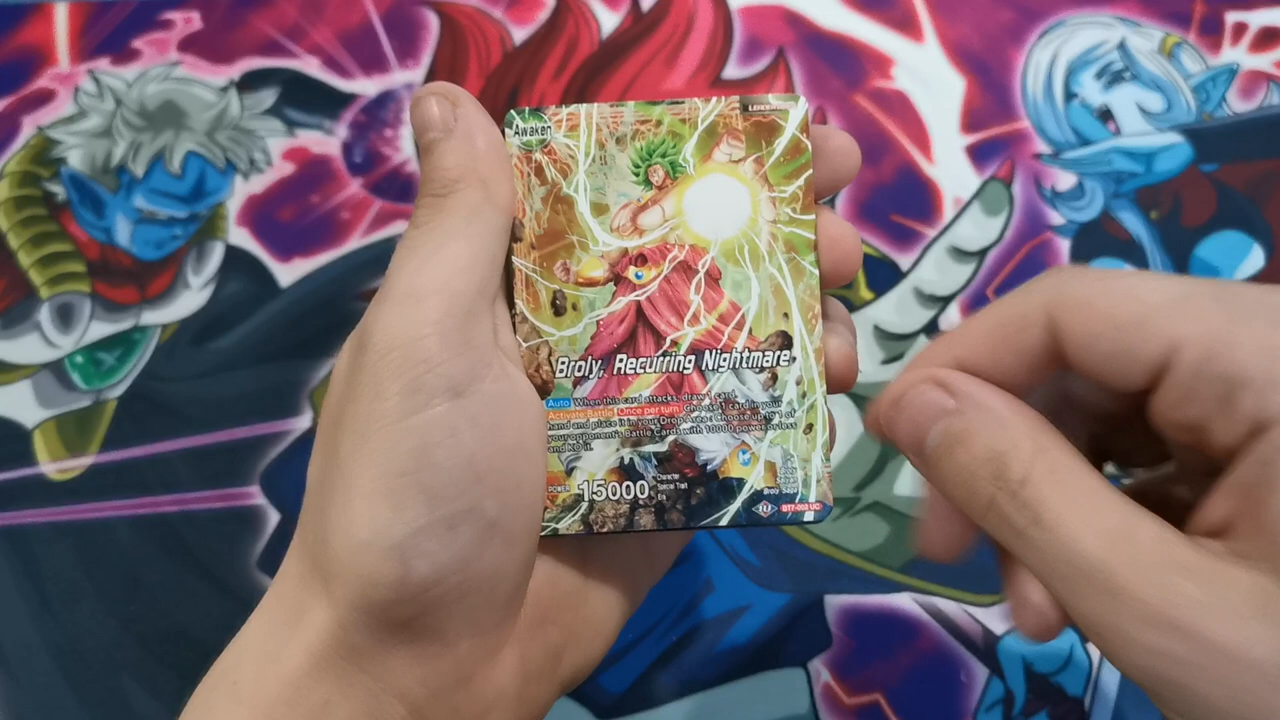 Awaken
LEADER
Broly, Recurring Nightmare
Auto When this card attacks, draw 1 card.
Activate:Battle Once per turn Choose 1 card in your
hand and place it in your Drop Area : Choose up to 1 of
your opponent's Battle Cards with 10000 power or less
and KO it.
POWER 15000
Character Broly
Special Trait Saiyan
Era Broly Saga
BT7-002 UC